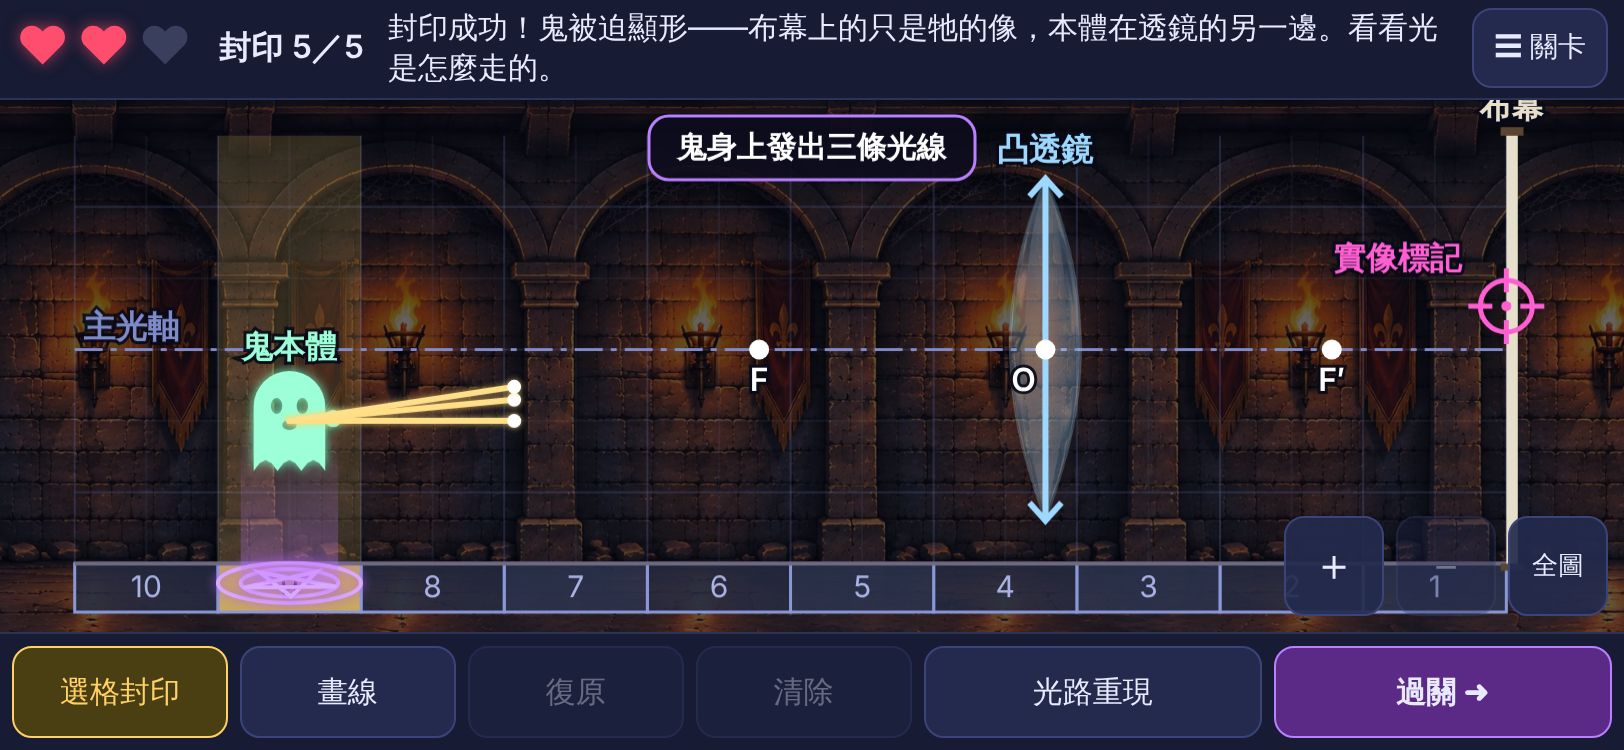 封印 5／5
封印成功！鬼被迫顯形——布幕上的只是牠的像，本體在透鏡的另一邊。看看光
是怎麼走的。
☰ 關卡
布幕
鬼身上發出三條光線
凸透鏡
實像標記
主光軸
鬼本體
F
O
F′
10
8
7
6
5
4
3
2
1
＋
－
全圖
選格封印
畫線
復原
清除
光路重現
過關 ➜